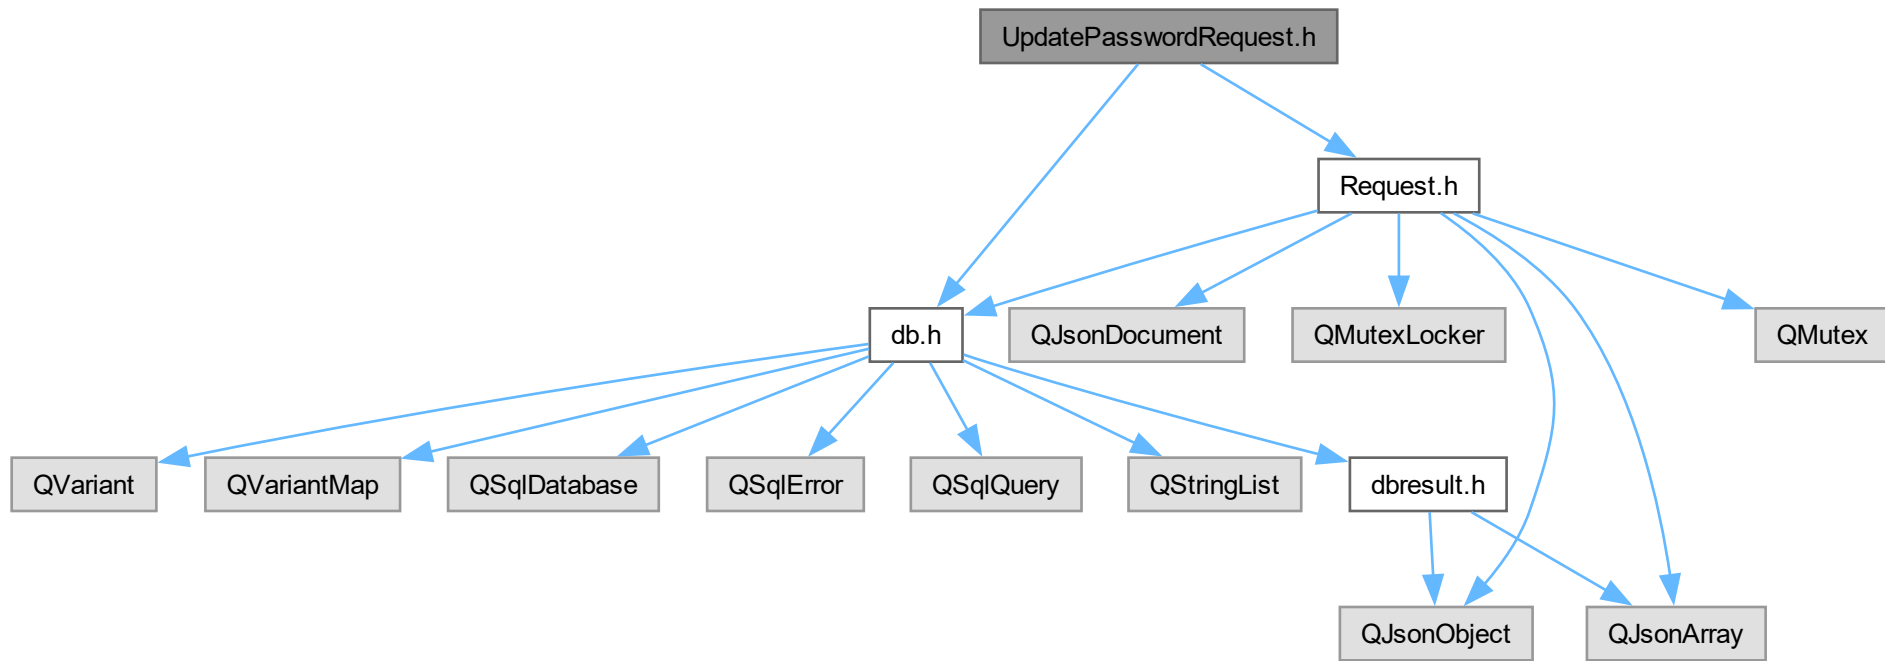 UpdatePasswordRequest.h
Request.h
db.h
QJsonDocument
QMutexLocker
QMutex
QVariant
QVariantMap
QSqlDatabase
QSqlError
QSqlQuery
QStringList
dbresult.h
QJsonObject
QJsonArray